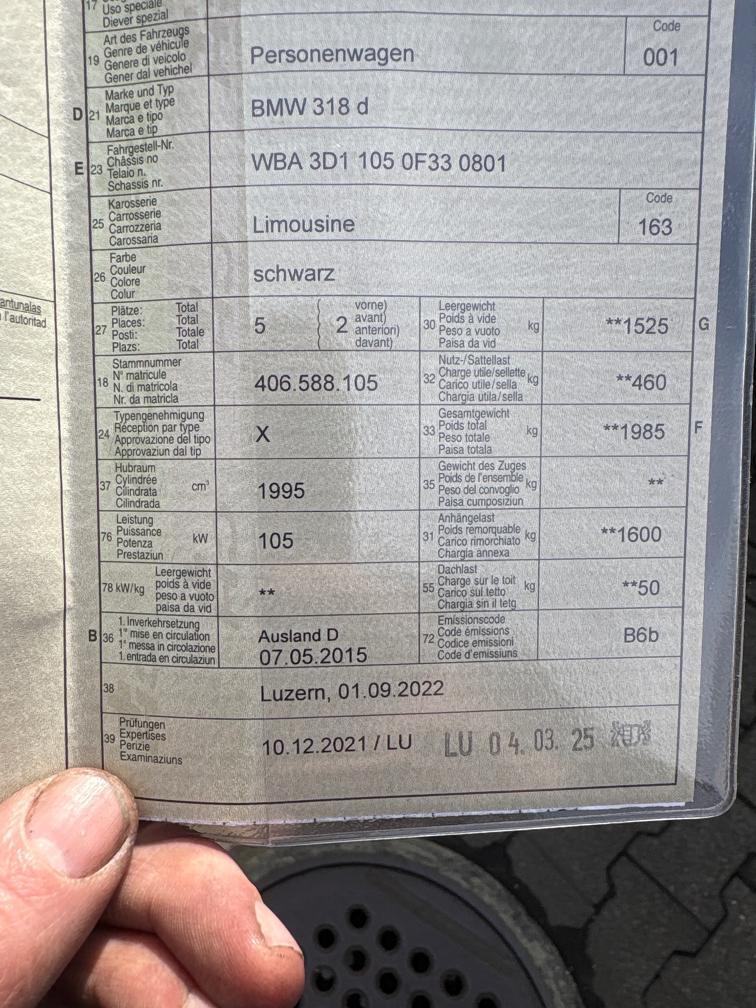 17 Uso speciale
Diever spezial
19 Art des Fahrzeugs
Genre de véhicule
Genere di veicolo
Gener dal vehichel
Personenwagen
Code
001
D 21 Marke und Typ
Marque et type
Marca e tipo
Marca e tip
BMW 318 d
E 23 Fahrgestell-Nr.
Châssis no
Telaio n.
Schassis nr.
WBA 3D1 105 0F33 0801
25 Karosserie
Carrosserie
Carrozzeria
Carossaria
Limousine
Code
163
26 Farbe
Couleur
Colore
Colur
schwarz
antunalas
l'autoritad
27 Plätze: Total
Places: Total
Posti: Totale
Plazs: Total
5
2
vorne)
avant)
anterion)
davant)
30 Leergewicht
Poids à vide
Peso a vuoto
Paisa da vid
kg
**1525
G
18 Stammnummer
N° matricule
N. di matricola
Nr. da matricla
406.588.105
32 Nutz-/Sattellast
Charge utile/sellette
Carico utile/sella
Chargia utila/sella
kg
**460
24 Typengenehmigung
Réception par type
Approvazione del tipo
Approvaziun dal tip
X
33 Gesamtgewicht
Poids total
Peso totale
Paisa totala
kg
**1985
F
37 Hubraum
Cylindrée
Cilindrata
Cilindrada
cm³
1995
35 Gewicht des Zuges
Poids de l'ensemble
Peso del convoglio
Paisa cumposiziun
kg
**
76 Leistung
Puissance
Potenza
Prestaziun
kW
105
31 Anhängelast
Poids remorquable
Carico rimorchiato
Chargia annexa
kg
**1600
78 kW/kg
Leergewicht
poids à vide
peso a vuoto
paisa da vid
**
55 Dachlast
Charge sur le toit
Carico sul tetto
Chargia sin il tetg
kg
**50
B 36 1. Inverkehrsetzung
1re mise en circulation
1a messa in circolazione
1. entrada en circulaziun
Ausland D
07.05.2015
72 Emissionscode
Code émissions
Codice emissioni
Code d'emissiuns
B6b
38
Luzern, 01.09.2022
39 Prüfungen
Expertises
Perizie
Examinaziuns
10.12.2021 / LU
LU 04. 03. 25